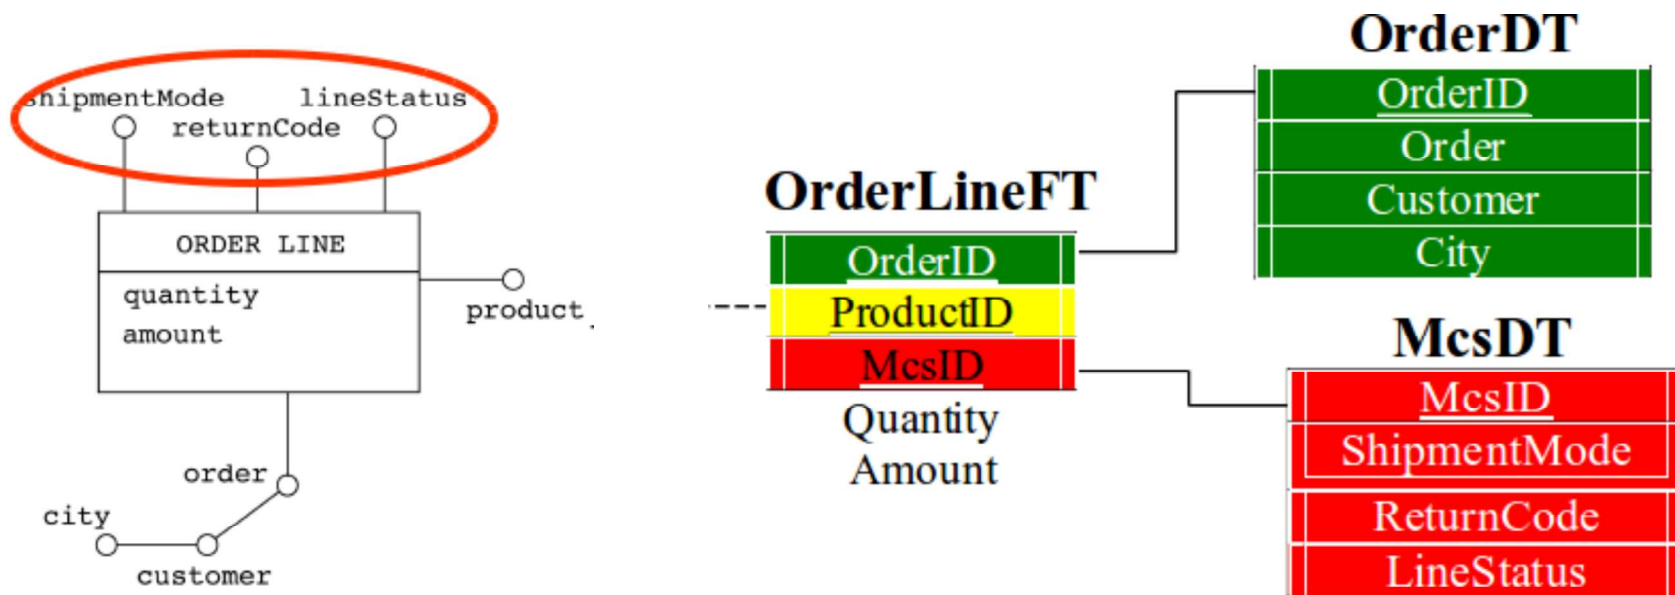 shipmentMode
lineStatus
returnCode
ORDER LINE
quantity
amount
product
order
city
customer
OrderLineFT
OrderID
ProductID
McsID
Quantity
Amount
OrderDT
OrderID
Order
Customer
City
McsDT
McsID
ShipmentMode
ReturnCode
LineStatus